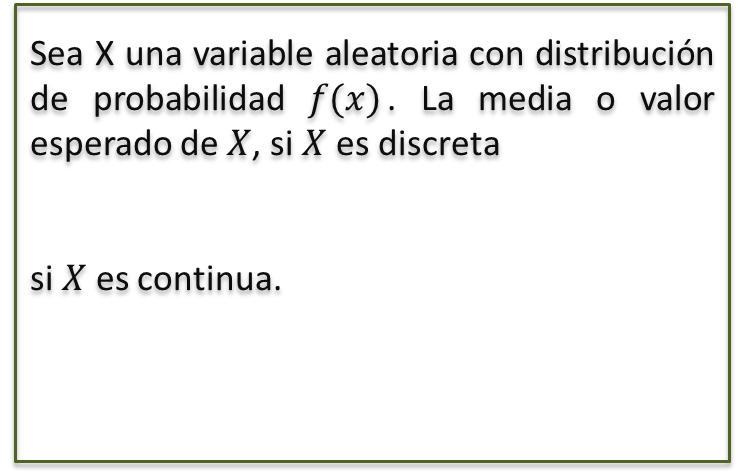 Sea X una variable aleatoria con distribución
de probabilidad f(x). La media o valor
esperado de X, si X es discreta
si X es continua.